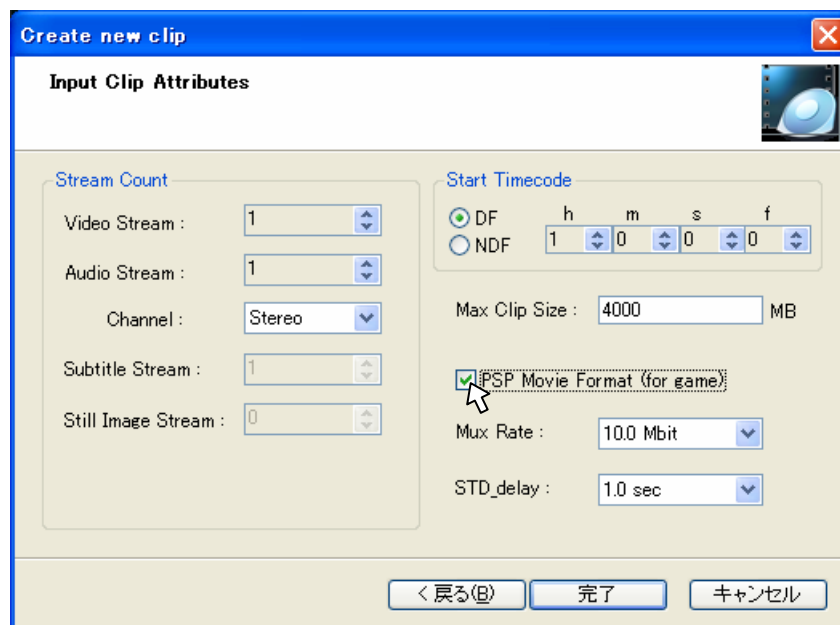 Create new clip
Input Clip Attributes
Stream Count
Video Stream : 1
Audio Stream : 1
Channel : Stereo
Subtitle Stream : 1
Still Image Stream : 0
Start Timecode
DF
NDF
h m s f
1 0 0 0
Max Clip Size : 4000 MB
PSP Movie Format (for game)
Mux Rate : 10.0 Mbit
STD_delay : 1.0 sec
< 戻る(B) 完了 キャンセル